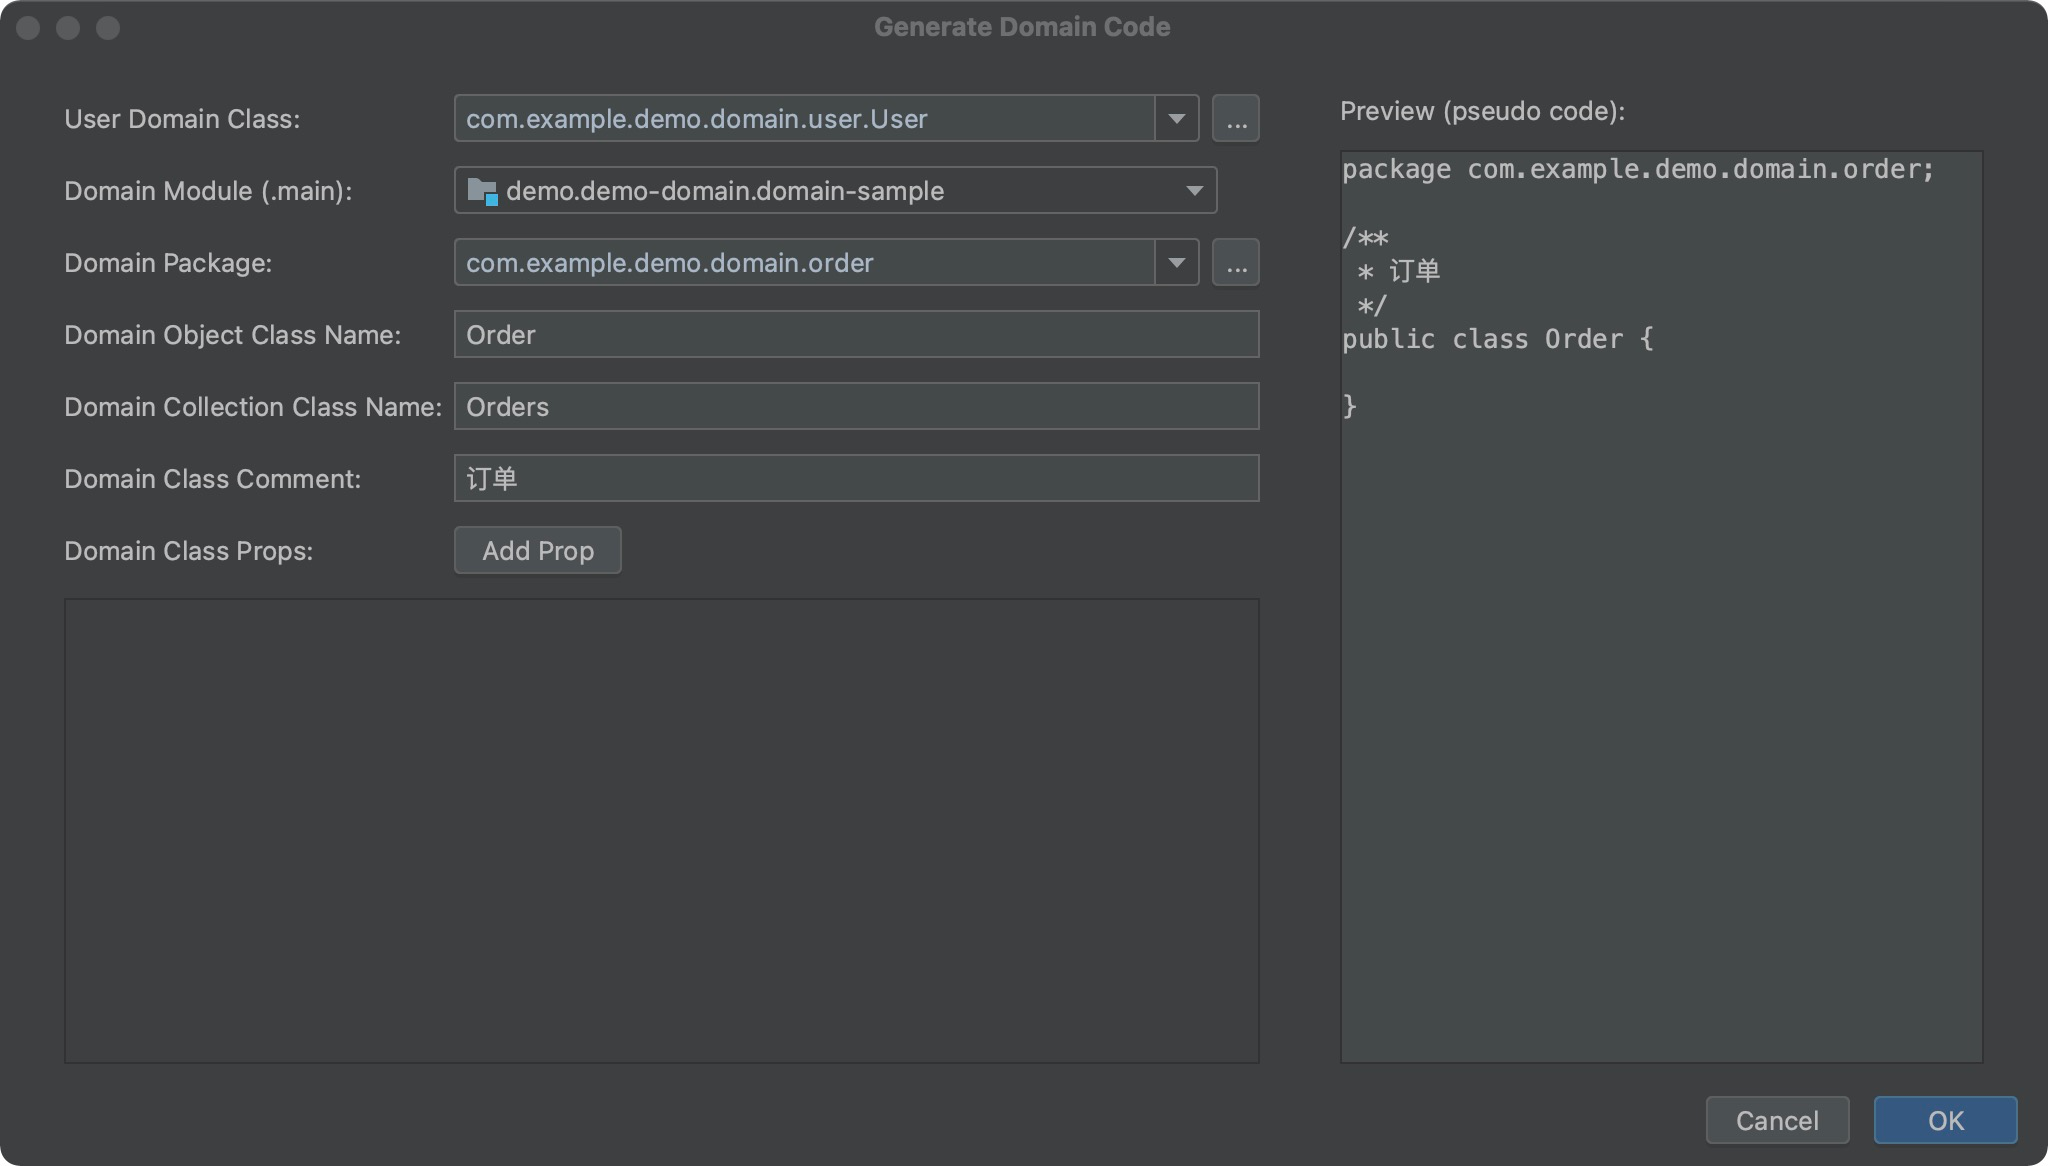 Generate Domain Code
User Domain Class:
com.example.demo.domain.user.User
...
Domain Module (.main):
demo.demo-domain.domain-sample
Domain Package:
com.example.demo.domain.order
...
Domain Object Class Name:
Order
Domain Collection Class Name:
Orders
Domain Class Comment:
订单
Domain Class Props:
Add Prop
Preview (pseudo code):
package com.example.demo.domain.order;
/**
 * 订单
 */
public class Order {
}
Cancel
OK